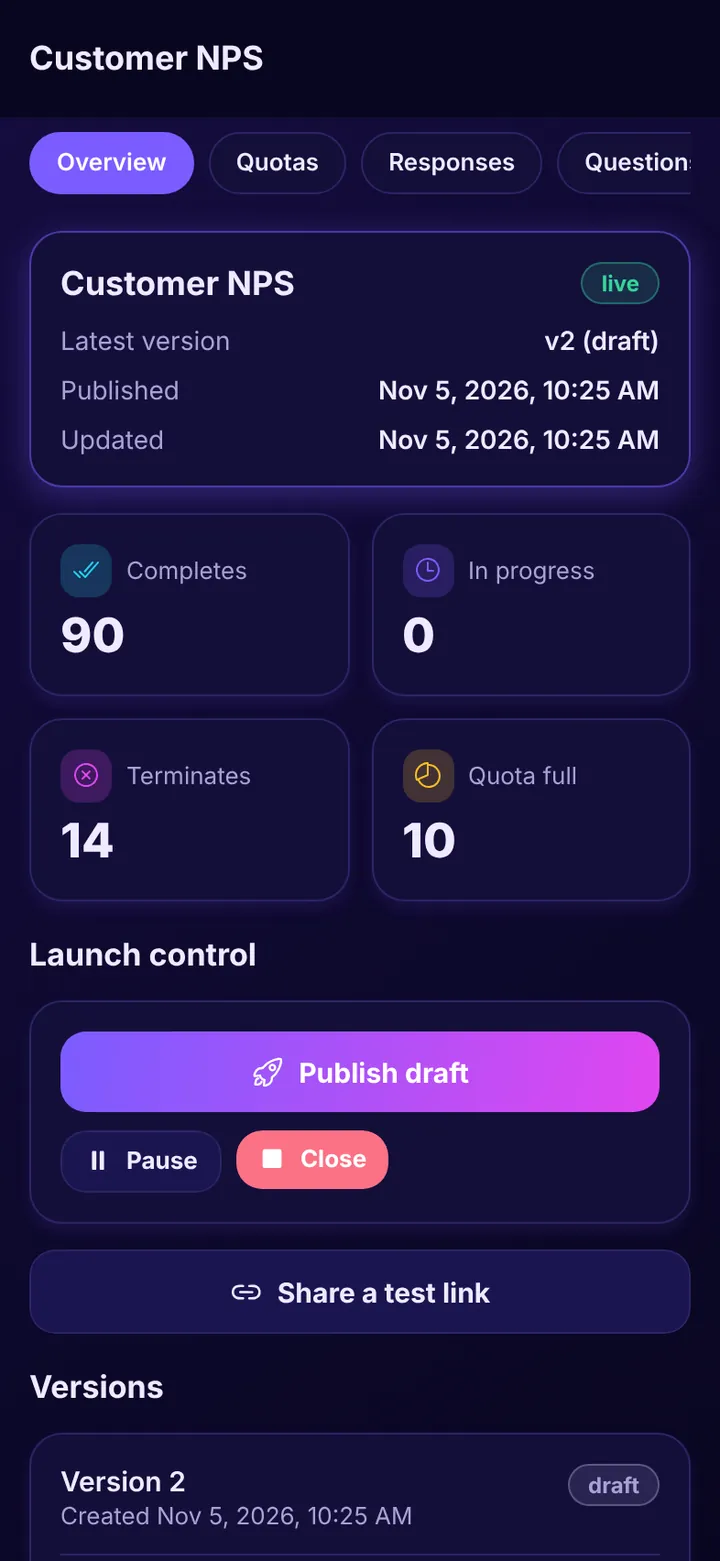 Customer NPS
Overview
Quotas
Responses
Question
Customer NPS
live
Latest version
v2 (draft)
Published
Nov 5, 2026, 10:25 AM
Updated
Nov 5, 2026, 10:25 AM
Completes
In progress
90
0
Terminates
Quota full
14
10
Launch control
Publish draft
Pause
Close
Share a test link
Versions
Version 2
draft
Created Nov 5, 2026, 10:25 AM